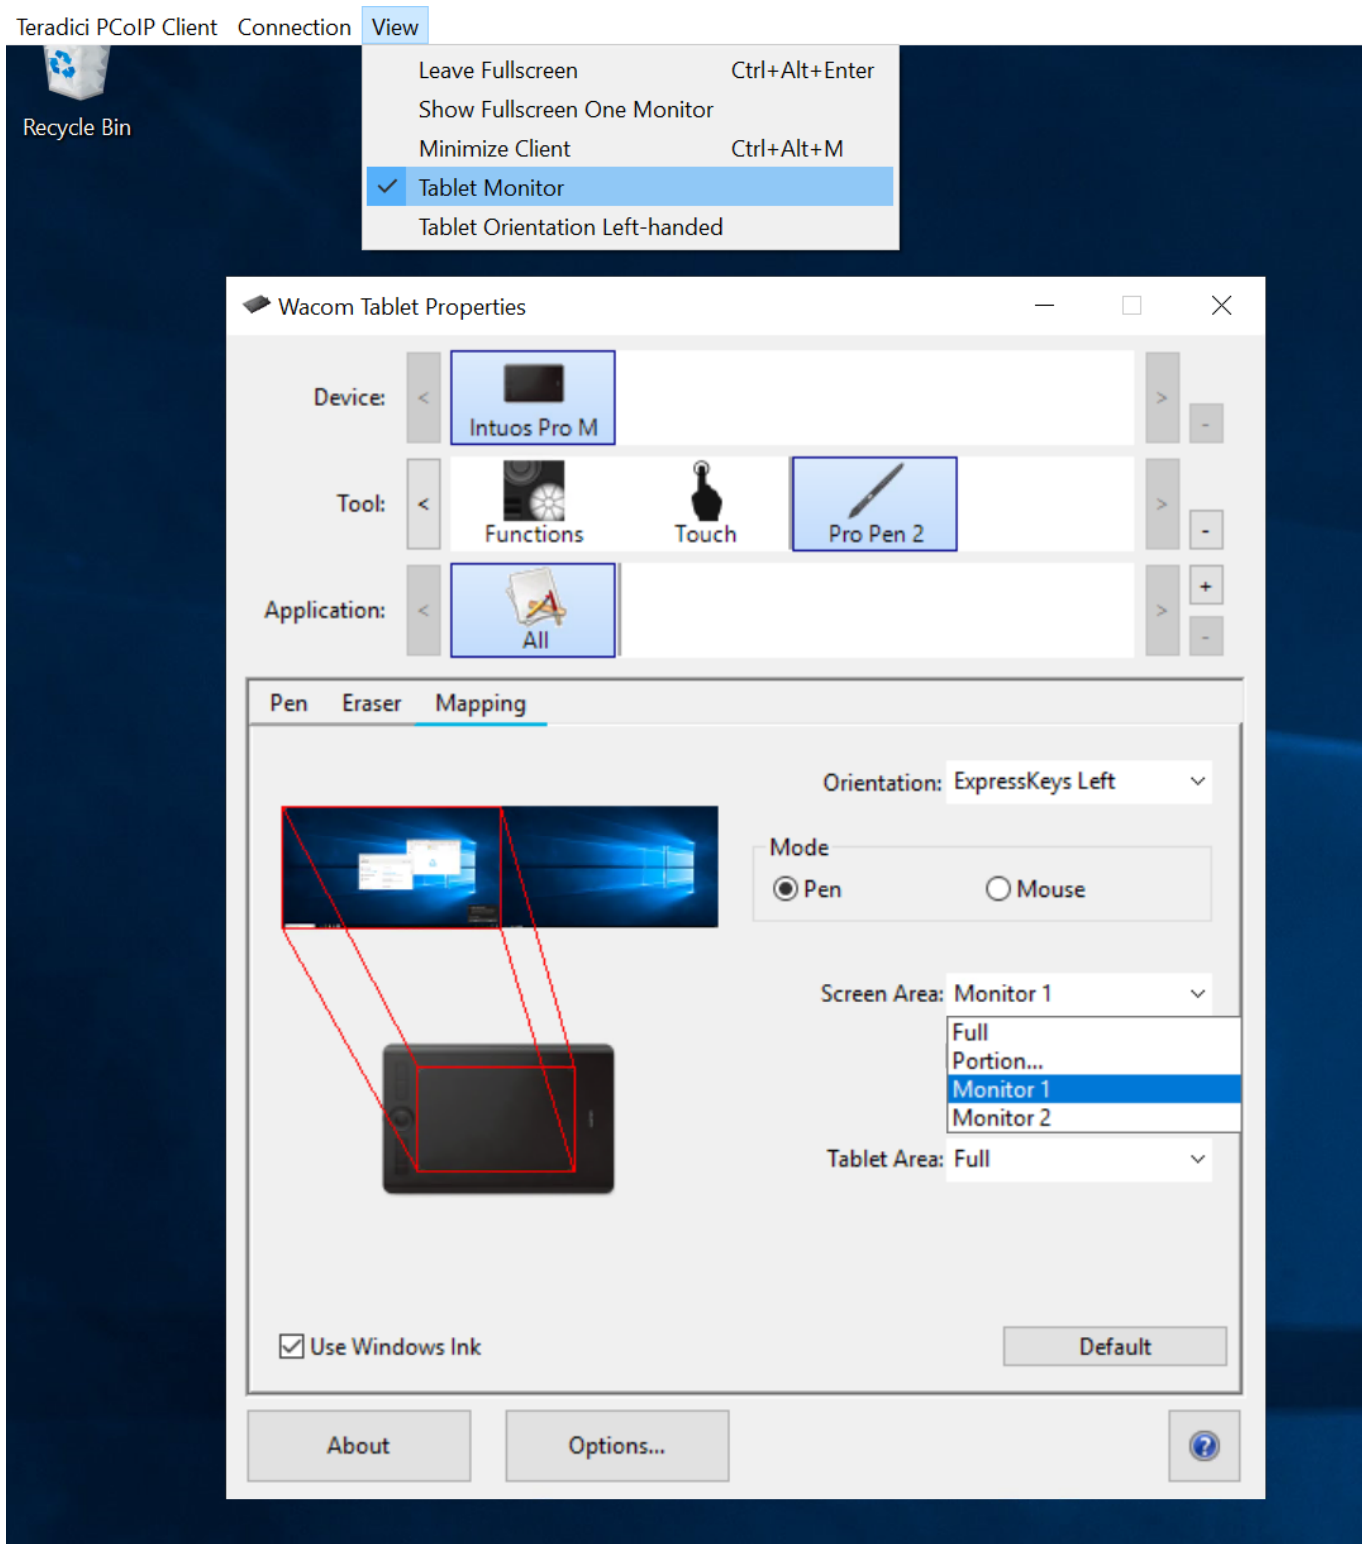 Teradici PCoIP Client Connection View
Leave Fullscreen Ctrl+Alt+Enter
Show Fullscreen One Monitor
Minimize Client Ctrl+Alt+M
Tablet Monitor
Tablet Orientation Left-handed
Recycle Bin
Wacom Tablet Properties
Device:
< Intuos Pro M > -
Tool:
< Functions Touch Pro Pen 2 > -
Application:
< All > + -
Pen Eraser Mapping
Orientation: ExpressKeys Left
Mode
Pen Mouse
Screen Area: Monitor 1
Full
Portion...
Monitor 1
Monitor 2
Tablet Area: Full
Use Windows Ink Default
About Options... ?